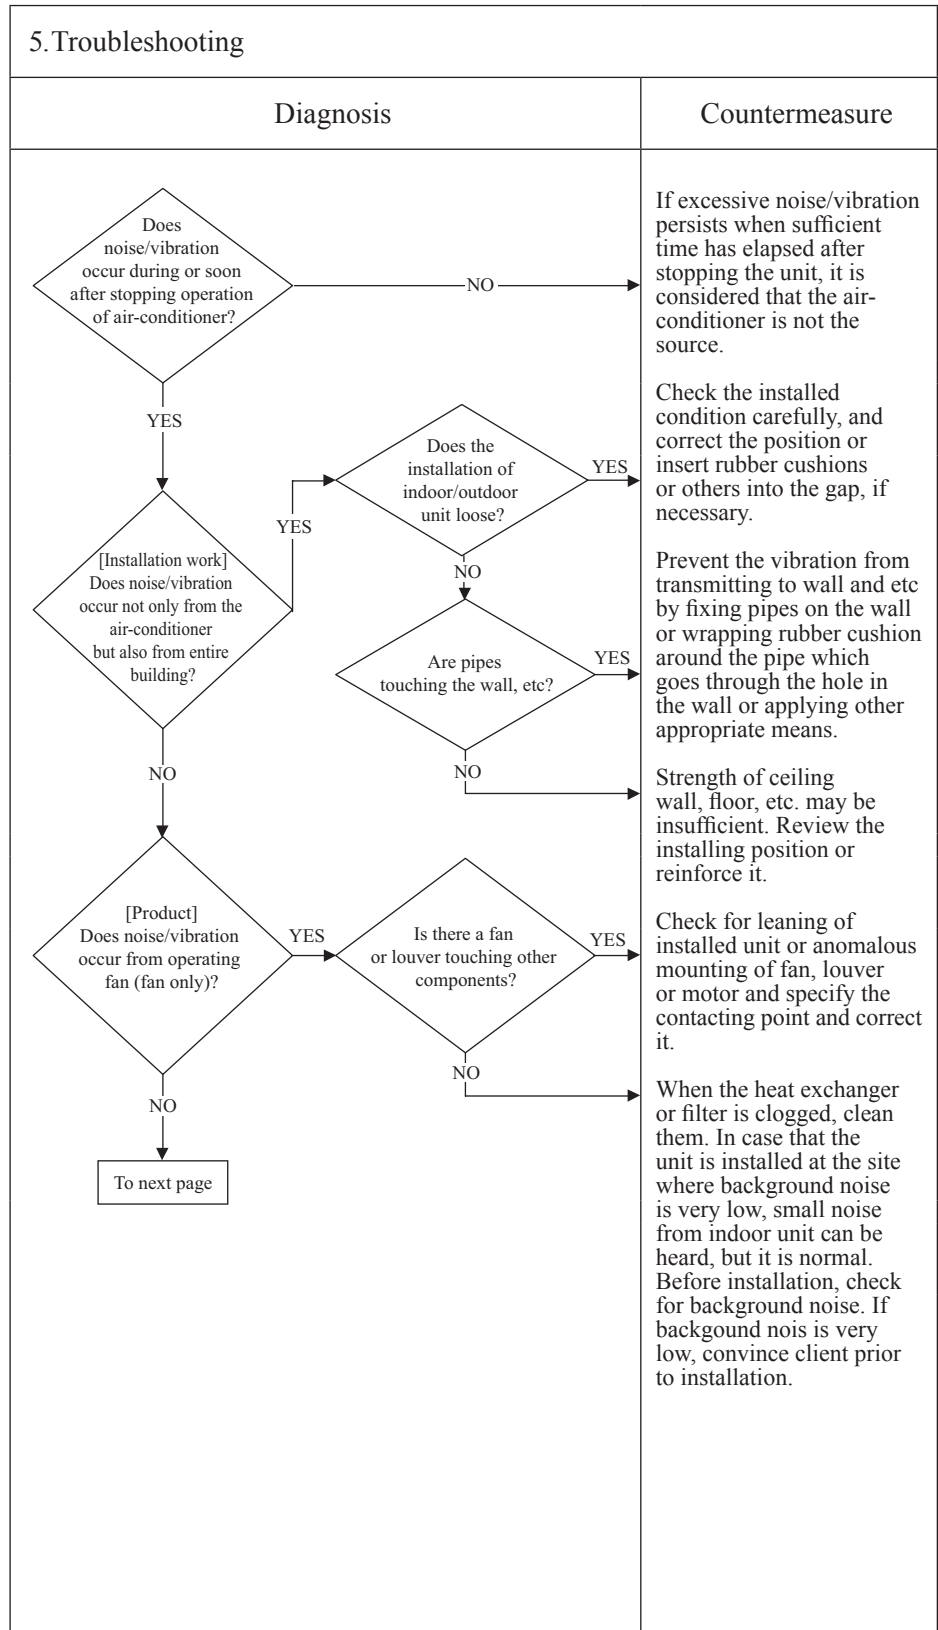 5.Troubleshooting
Diagnosis
Countermeasure
Does
noise/vibration
occur during or soon
after stopping operation
of air-conditioner?
NO
If excessive noise/vibration
persists when sufficient
time has elapsed after
stopping the unit, it is
considered that the air-
conditioner is not the
source.
YES
[Installation work]
Does noise/vibration
occur not only from the
air-conditioner
but also from entire
building?
YES
Does the
installation of
indoor/outdoor
unit loose?
YES
Check the installed
condition carefully, and
correct the position or
insert rubber cushions
or others into the gap, if
necessary.
NO
Are pipes
touching the wall, etc?
YES
Prevent the vibration from
transmitting to wall and etc
by fixing pipes on the wall
or wrapping rubber cushion
around the pipe which
goes through the hole in
the wall or applying other
appropriate means.
NO
Strength of ceiling
wall, floor, etc. may be
insufficient. Review the
installing position or
reinforce it.
NO
[Product]
Does noise/vibration
occur from operating
fan (fan only)?
YES
Is there a fan
or louver touching other
components?
YES
Check for leaning of
installed unit or anomalous
mounting of fan, louver
or motor and specify the
contacting point and correct
it.
NO
When the heat exchanger
or filter is clogged, clean
them. In case that the
unit is installed at the site
where background noise
is very low, small noise
from indoor unit can be
heard, but it is normal.
Before installation, check
for background noise. If
backgound nois is very
low, convince client prior
to installation.
NO
To next page